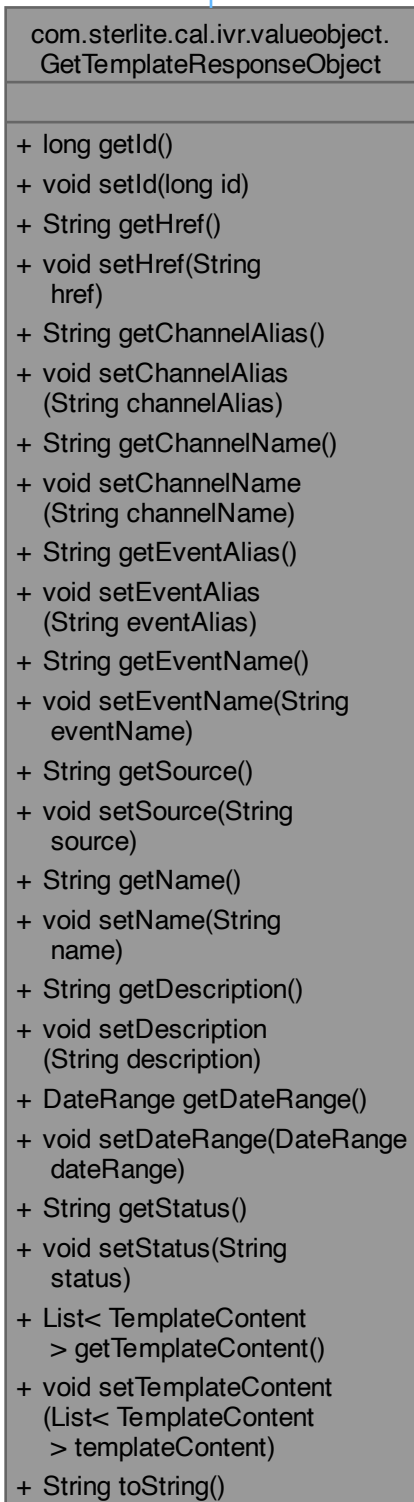 com.sterlite.cal.ivr.valueobject.
GetTemplateResponseObject
+ long getId()
+ void setId(long id)
+ String getHref()
+ void setHref(String
href)
+ String getChannelAlias()
+ void setChannelAlias
(String channelAlias)
+ String getChannelName()
+ void setChannelName
(String channelName)
+ String getEventAlias()
+ void setEventAlias
(String eventAlias)
+ String getEventName()
+ void setEventName(String
eventName)
+ String getSource()
+ void setSource(String
source)
+ String getName()
+ void setName(String
name)
+ String getDescription()
+ void setDescription
(String description)
+ DateRange getDateRange()
+ void setDateRange(DateRange
dateRange)
+ String getStatus()
+ void setStatus(String
status)
+ List< TemplateContent
> getTemplateContent()
+ void setTemplateContent
(List< TemplateContent
> templateContent)
+ String toString()